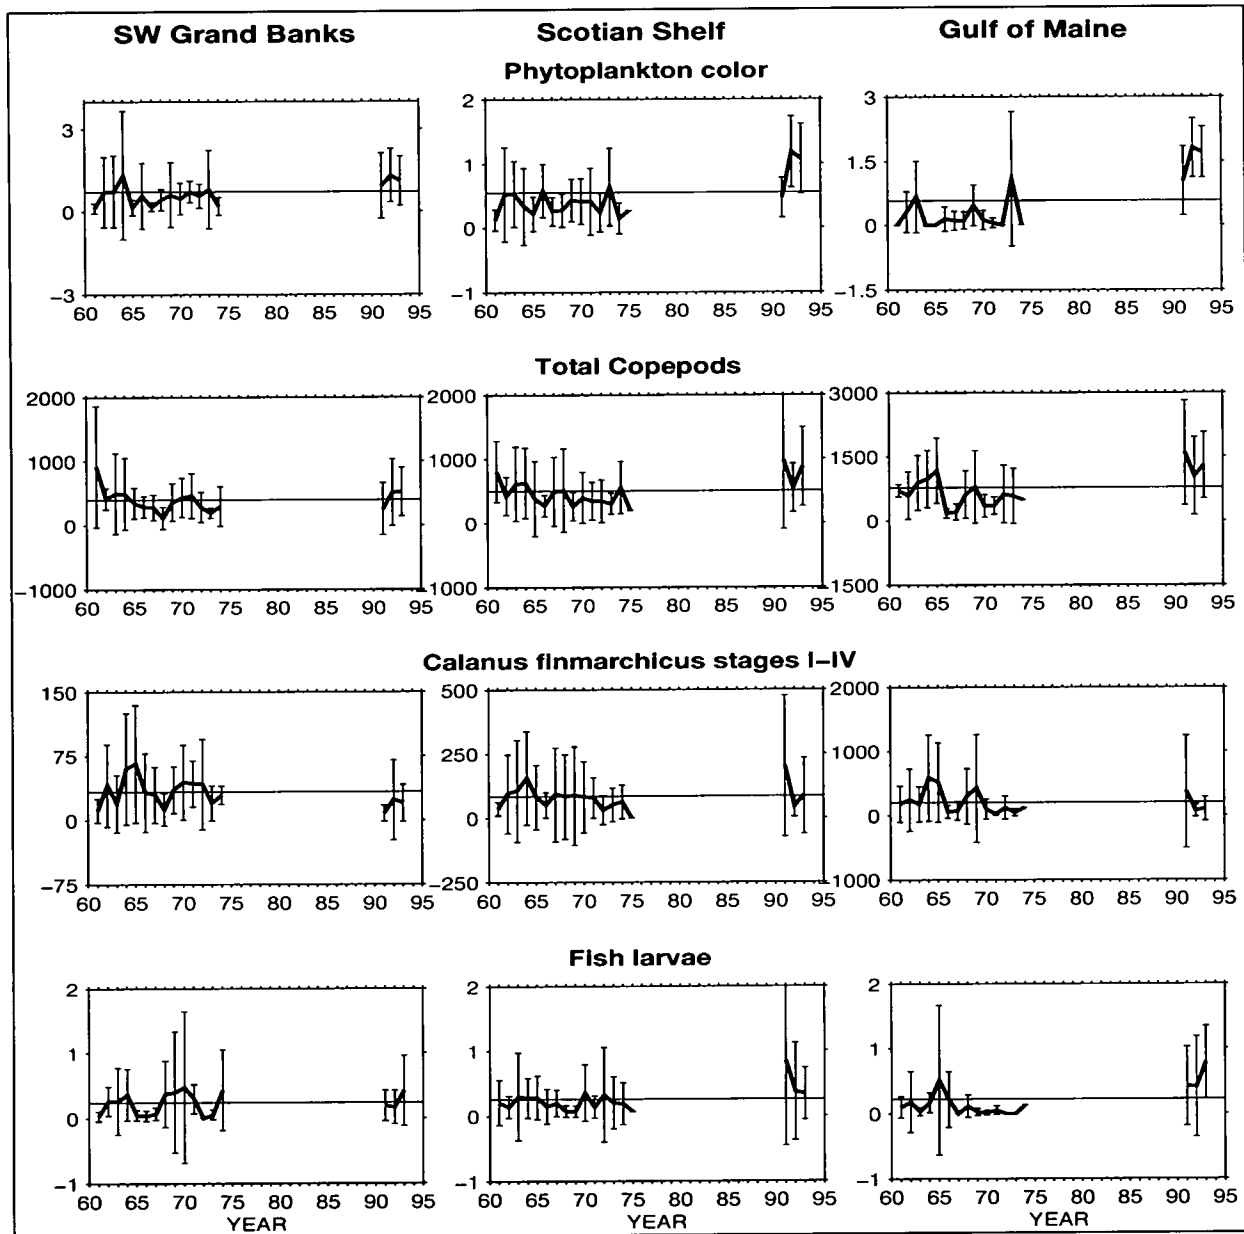 SW Grand Banks Scotian Shelf Gulf of Maine
Phytoplankton color
3 0 −3
60 65 70 75 80 85 90 95
2 1 0 −1
60 65 70 75 80 85 90 95
3 1.5 0 −1.5
60 65 70 75 80 85 90 95
Total Copepods
2000 1000 0 −1000
60 65 70 75 80 85 90 95
2000 1000 0 1000
60 65 70 75 80 85 90 95
3000 1500 0 1500
60 65 70 75 80 85 90 95
Calanus finmarchicus stages I−IV
150 75 0 −75
60 65 70 75 80 85 90 95
500 250 0 −250
60 65 70 75 80 85 90 95
2000 1000 0 1000
60 65 70 75 80 85 90 95
Fish larvae
2 1 0 −1
60 65 70 75 80 85 90 95
YEAR
2 1 0 −1
60 65 70 75 80 85 90 95
YEAR
2 1 0 −1
60 65 70 75 80 85 90 95
YEAR